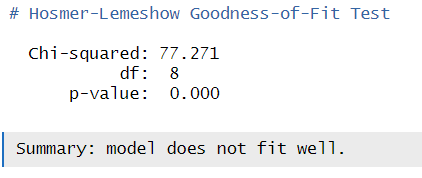 # Hosmer-Lemeshow Goodness-of-Fit Test
Chi-squared: 77.271
df: 8
p-value: 0.000
Summary: model does not fit well.